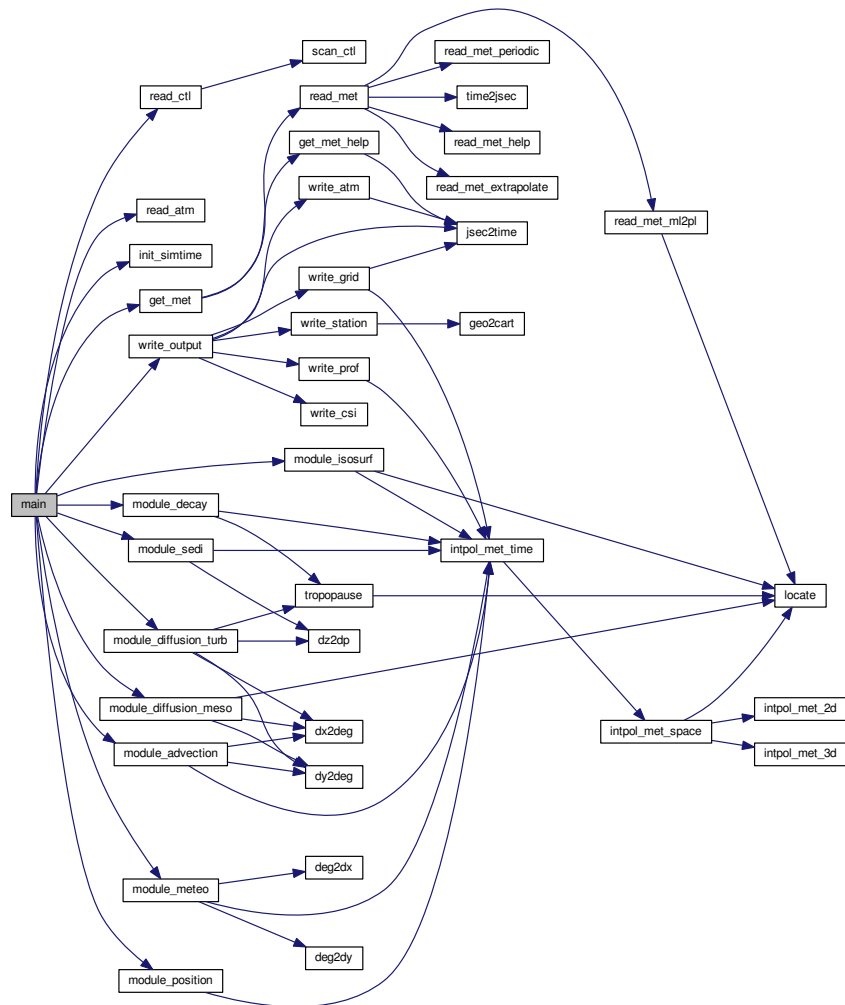 scan_ctl
read_met_periodic
read_ctl
read_met
time2jsec
get_met_help
read_met_help
write_atm
read_met_extrapolate
read_atm
read_met_ml2pl
jsec2time
init_simtime
write_grid
get_met
write_station
geo2cart
write_output
write_prof
write_csi
module_isosurf
main
module_decay
module_sedi
intpol_met_time
tropopause
locate
module_diffusion_turb
dz2dp
module_diffusion_meso
intpol_met_2d
dx2deg
intpol_met_space
module_advection
intpol_met_3d
dy2deg
deg2dx
module_meteo
deg2dy
module_position